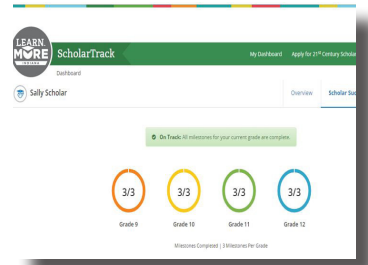 LEARN
MORE
INDIANA
ScholarTrack
My Dashboard
Apply for 21st Century Scholar
Dashboard
Sally Scholar
Overview
Scholar Suc
On Track: All milestones for your current grade are complete.
3/3
3/3
3/3
3/3
Grade 9
Grade 10
Grade 11
Grade 12
Milestones Completed | 3 Milestones Per Grade